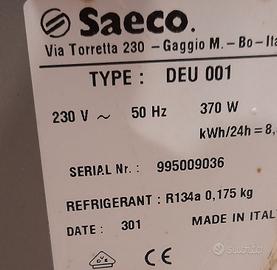 Saeco.
Via Torretta 230 - Gaggio M. - Bo - Ita
TYPE : DEU 001
230 V ~ 50 Hz 370 W
kWh/24h = 8,
SERIAL Nr. : 995009036
REFRIGERANT : R134a 0,175 kg
DATE : 301 MADE IN ITAL
CE
subito